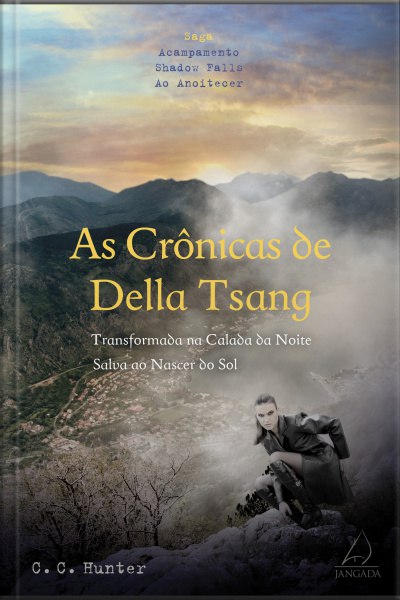 Saga
Acampamento
Shadow Falls
Ao Anoitecer
As Crônicas de
Della Tsang
Transformada na Calada da Noite
Salva ao Nascer do Sol
C. C. Hunter
JANGADA